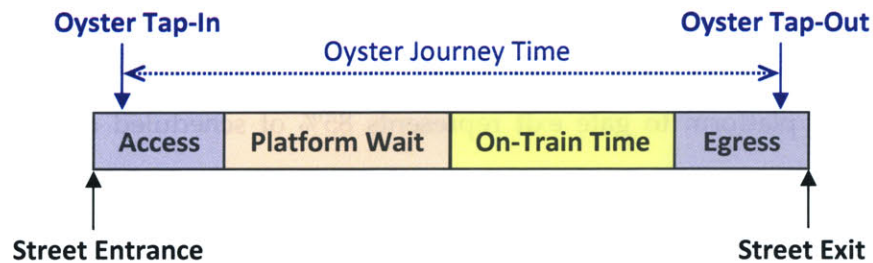 Oyster Tap-In
Oyster Tap-Out
Oyster Journey Time
Access
Platform Wait
On-Train Time
Egress
Street Entrance
Street Exit